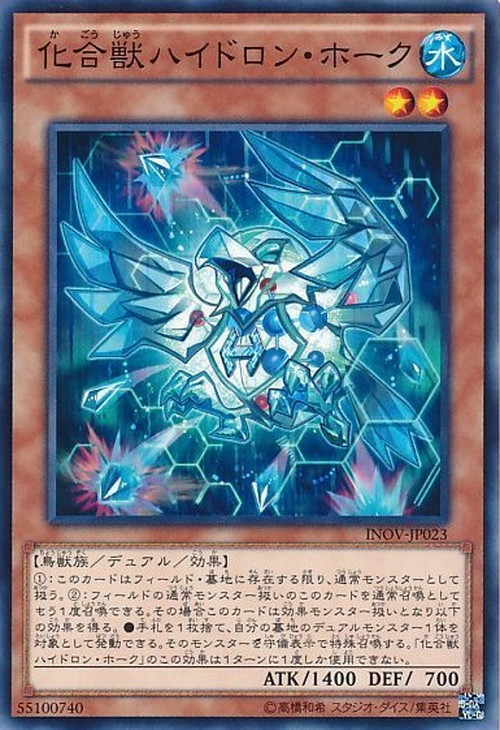 化合獣ハイドロン・ホーク
水
INOV-JP023
【鳥獣族/デュアル/効果】
①:このカードはフィールド・墓地に存在する限り、通常モンスターとして
扱う。②:フィールドの通常モンスター扱いのこのカードを通常召喚として
もう1度召喚できる。その場合このカードは効果モンスター扱いとなり以下
の効果を得る。●手札を1枚捨て、自分の墓地のデュアルモンスター1体を
対象として発動できる。そのモンスターを守備表示で特殊召喚する。「化合獣
ハイドロン・ホーク」のこの効果は1ターンに1度しか使用できない。
ATK/1400 DEF/ 700
55100740
©高橋和希 スタジオ・ダイス/集英社